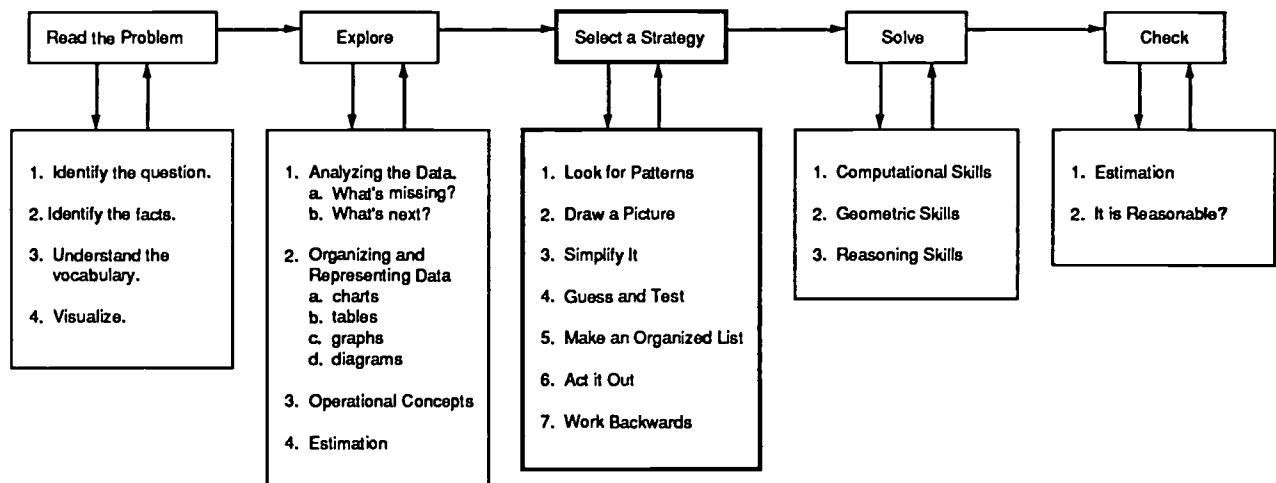 Read the Problem
Explore
Select a Strategy
Solve
Check
1. Identify the question.
2. Identify the facts.
3. Understand the
vocabulary.
4. Visualize.
1. Analyzing the Data.
a. What's missing?
b. What's next?
2. Organizing and
Representing Data
a. charts
b. tables
c. graphs
d. diagrams
3. Operational Concepts
4. Estimation
1. Look for Patterns
2. Draw a Picture
3. Simplify It
4. Guess and Test
5. Make an Organized List
6. Act it Out
7. Work Backwards
1. Computational Skills
2. Geometric Skills
3. Reasoning Skills
1. Estimation
2. It is Reasonable?